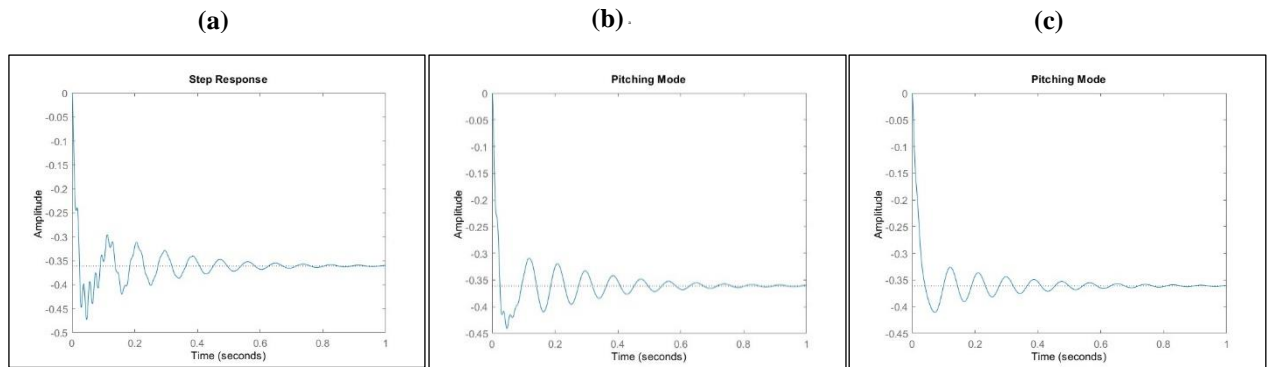 (a)
(b) .
(c)
Step Response
0
-0.05
-0.1
-0.15
-0.2
-0.25
-0.3
-0.35
-0.4
-0.45
-0.5
Amplitude
0 0.2 0.4 0.6 0.8 1
Time (seconds)
Pitching Mode
0
-0.05
-0.1
-0.15
-0.2
-0.25
-0.3
-0.35
-0.4
-0.45
Amplitude
0 0.2 0.4 0.6 0.8 1
Time (seconds)
Pitching Mode
0
-0.05
-0.1
-0.15
-0.2
-0.25
-0.3
-0.35
-0.4
-0.45
Amplitude
0 0.2 0.4 0.6 0.8 1
Time (seconds)